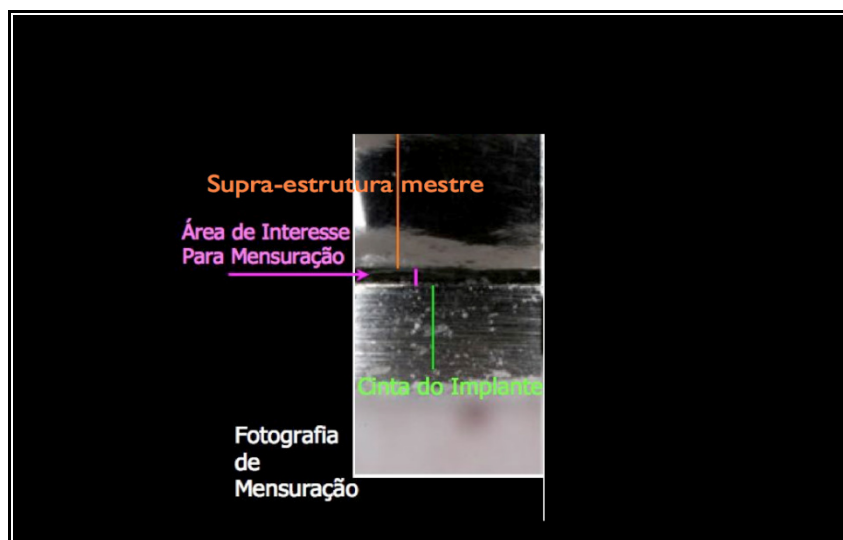 Supra-estrutura mestre
Área de Interesse
Para Mensuração
Cinta do Implante
Fotografia
de
Mensuração